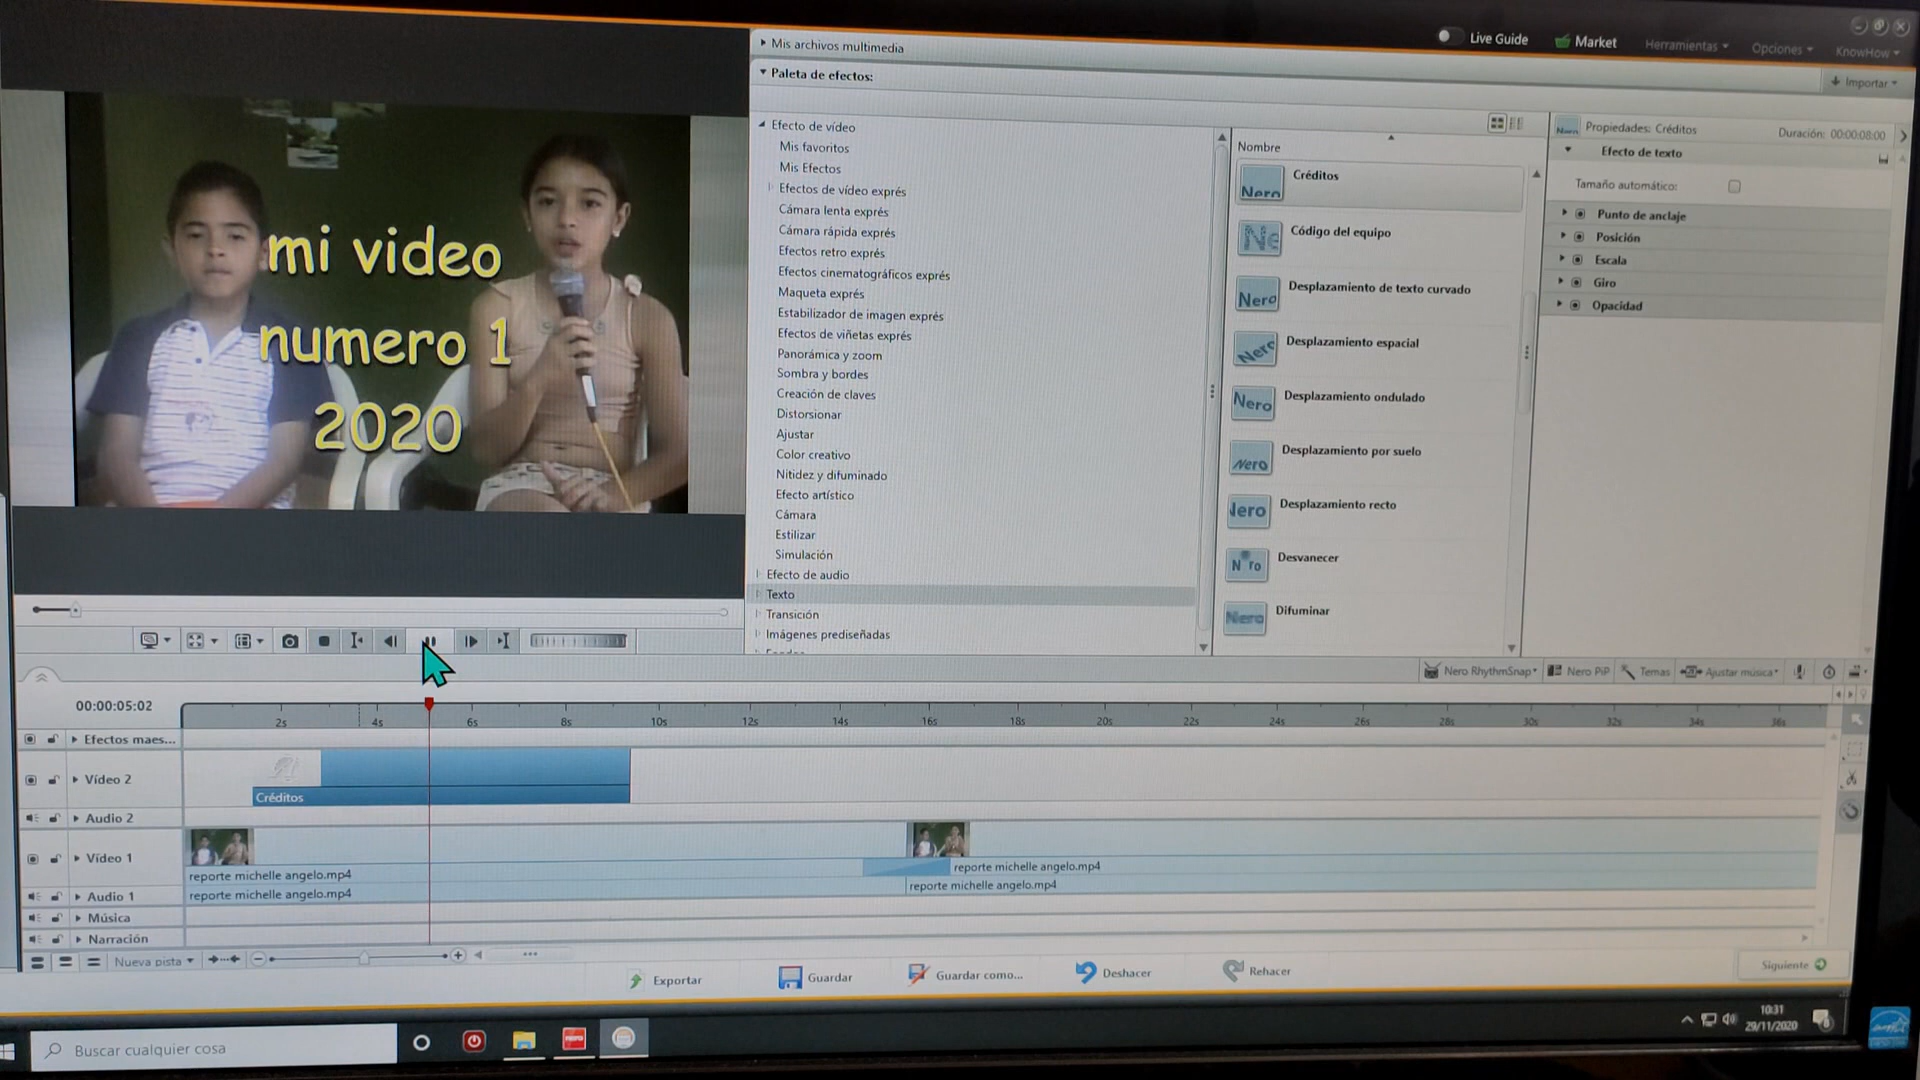 Live Guide
Market
Herramientas
Opciones
KnowHow
Mis archivos multimedia
Paleta de efectos:
Importar
Efecto de vídeo
Mis favoritos
Mis Efectos
Efectos de vídeo exprés
Cámara lenta exprés
Cámara rápida exprés
Efectos retro exprés
Efectos cinematográficos exprés
Maqueta exprés
Estabilizador de imagen exprés
Efectos de viñetas exprés
Panorámica y zoom
Sombra y bordes
Creación de claves
Distorsionar
Ajustar
Color creativo
Nitidez y difuminado
Efecto artístico
Cámara
Estilizar
Simulación
Efecto de audio
Texto
Transición
Imágenes prediseñadas
Nombre
Nero
Créditos
Código del equipo
Nero
Desplazamiento de texto curvado
Nero
Desplazamiento espacial
Nero
Desplazamiento ondulado
Nero
Desplazamiento por suelo
Desplazamiento recto
Desvanecer
Nero
Difuminar
Propiedades: Créditos
Duración: 00:00:08:00
Efecto de texto
Tamaño automático:
Punto de anclaje
Posición
Escala
Giro
Opacidad
mi video
numero 1
2020
Nero RhythmSnap
Nero PiP
Temas
Ajustar música
00:00:05:02
2s 4s 6s 8s 10s 12s 14s 16s 18s 20s 22s 24s 26s 28s 30s 32s 34s 36s
Efectos maes...
Vídeo 2
Créditos
Audio 2
Vídeo 1
reporte michelle angelo.mp4
reporte michelle angelo.mp4
Audio 1
reporte michelle angelo.mp4
reporte michelle angelo.mp4
Música
Narración
Nueva pista
Exportar
Guardar
Guardar como...
Deshacer
Rehacer
Siguiente
Buscar cualquier cosa
10:31
29/11/2020